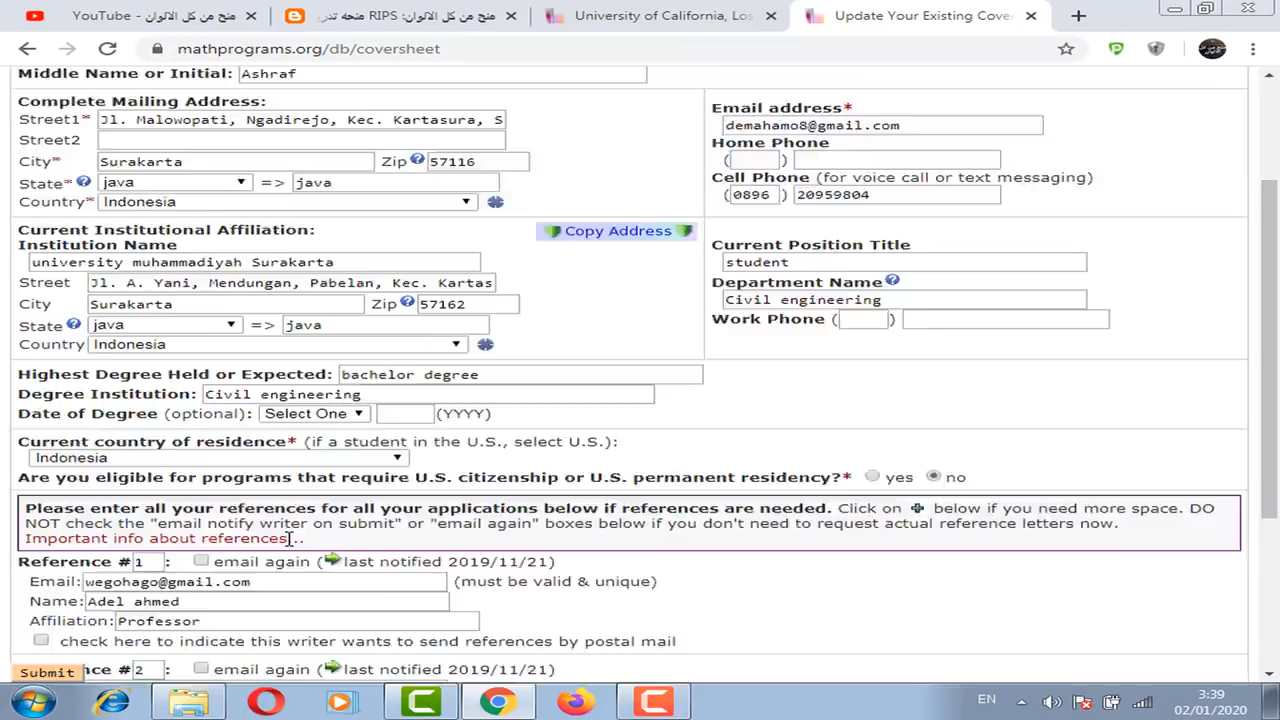 YouTube - منح من كل الالوان
منح من كل الالوان: RIPS منحه تدر
University of California, Los
Update Your Existing Cove
mathprograms.org/db/coversheet
Middle Name or Initial: Ashraf
Complete Mailing Address:
Street1* Jl. Malowopati, Ngadirejo, Kec. Kartasura, S
Street2
City* Surakarta Zip 57116
State* java => java
Country* Indonesia
Email address*
demahamo8@gmail.com
Home Phone
( )
Cell Phone (for voice call or text messaging)
(0896 ) 20959804
Current Institutional Affiliation: Copy Address
Institution Name
university muhammadiyah Surakarta
Street Jl. A. Yani, Mendungan, Pabelan, Kec. Kartas
City Surakarta Zip 57162
State java => java
Country Indonesia
Current Position Title
student
Department Name
Civil engineering
Work Phone ( )
Highest Degree Held or Expected: bachelor degree
Degree Institution: Civil engineering
Date of Degree (optional): Select One (YYYY)
Current country of residence* (if a student in the U.S., select U.S.):
Indonesia
Are you eligible for programs that require U.S. citizenship or U.S. permanent residency?* yes no
Please enter all your references for all your applications below if references are needed. Click on below if you need more space. DO
NOT check the "email notify writer on submit" or "email again" boxes below if you don't need to request actual reference letters now.
Important info about references...
Reference #1 : email again ( last notified 2019/11/21)
Email: wegohago@gmail.com (must be valid & unique)
Name: Adel ahmed
Affiliation: Professor
check here to indicate this writer wants to send references by postal mail
Submit nce #2 : email again ( last notified 2019/11/21)
EN 3:39
02/01/2020